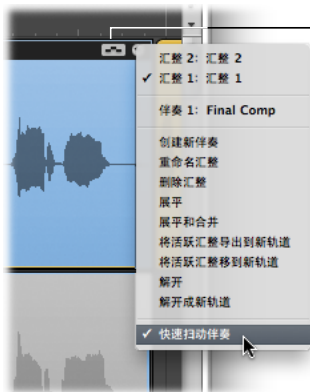 汇整 2: 汇整 2
✓ 汇整 1: 汇整 1
伴奏 1: Final Comp
创建新伴奏
重命名汇整
删除汇整
展平
展平和合并
将活跃汇整导出到新轨道
将活跃汇整移到新轨道
解开
解开成新轨道
✓ 快速扫动伴奏